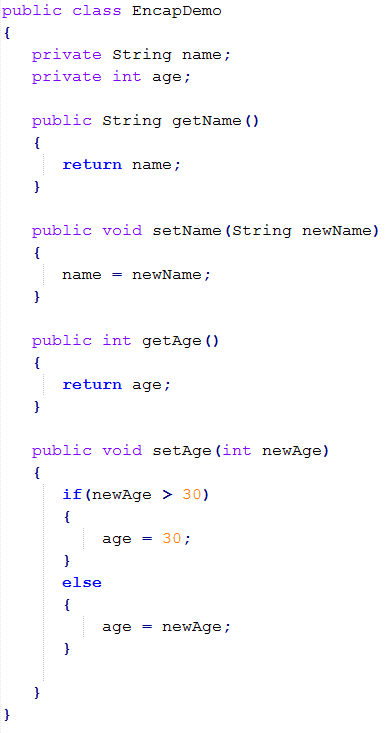 public class EncapDemo
{
private String name;
private int age;
public String getName()
{
return name;
}
public void setName(String newName)
{
name = newName;
}
public int getAge()
{
return age;
}
public void setAge(int newAge)
{
if(newAge > 30)
{
age = 30;
}
else
{
age = newAge;
}
}
}